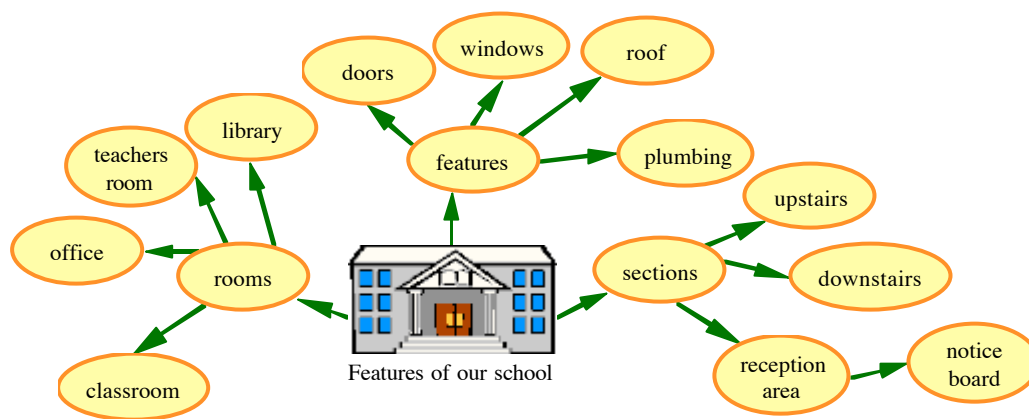 windows
roof
doors
library
features
plumbing
teachers
room
upstairs
office
rooms
sections
downstairs
Features of our school
classroom
reception
area
notice
board